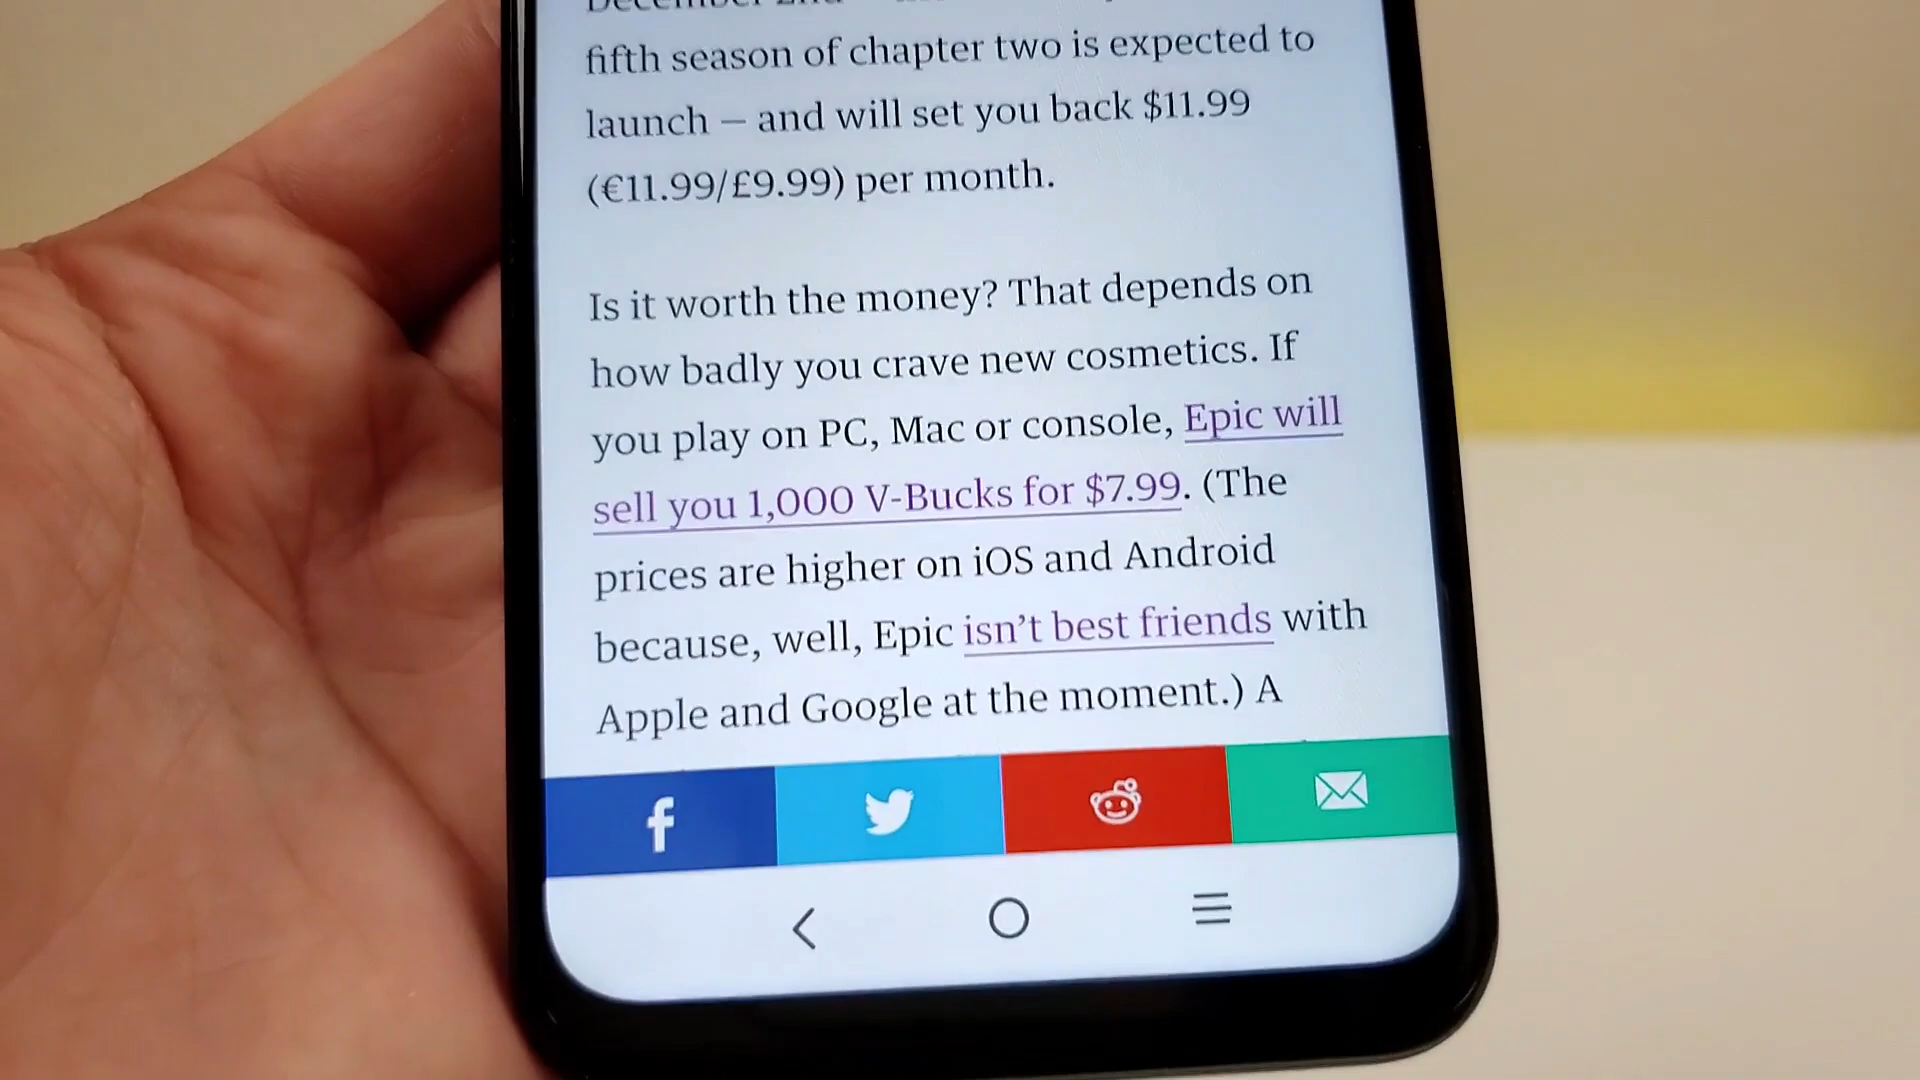 December 2nd
fifth season of chapter two is expected to
launch — and will set you back $11.99
(€11.99/£9.99) per month.
Is it worth the money? That depends on
how badly you crave new cosmetics. If
you play on PC, Mac or console, Epic will
sell you 1,000 V-Bucks for $7.99. (The
prices are higher on iOS and Android
because, well, Epic isn’t best friends with
Apple and Google at the moment.) A